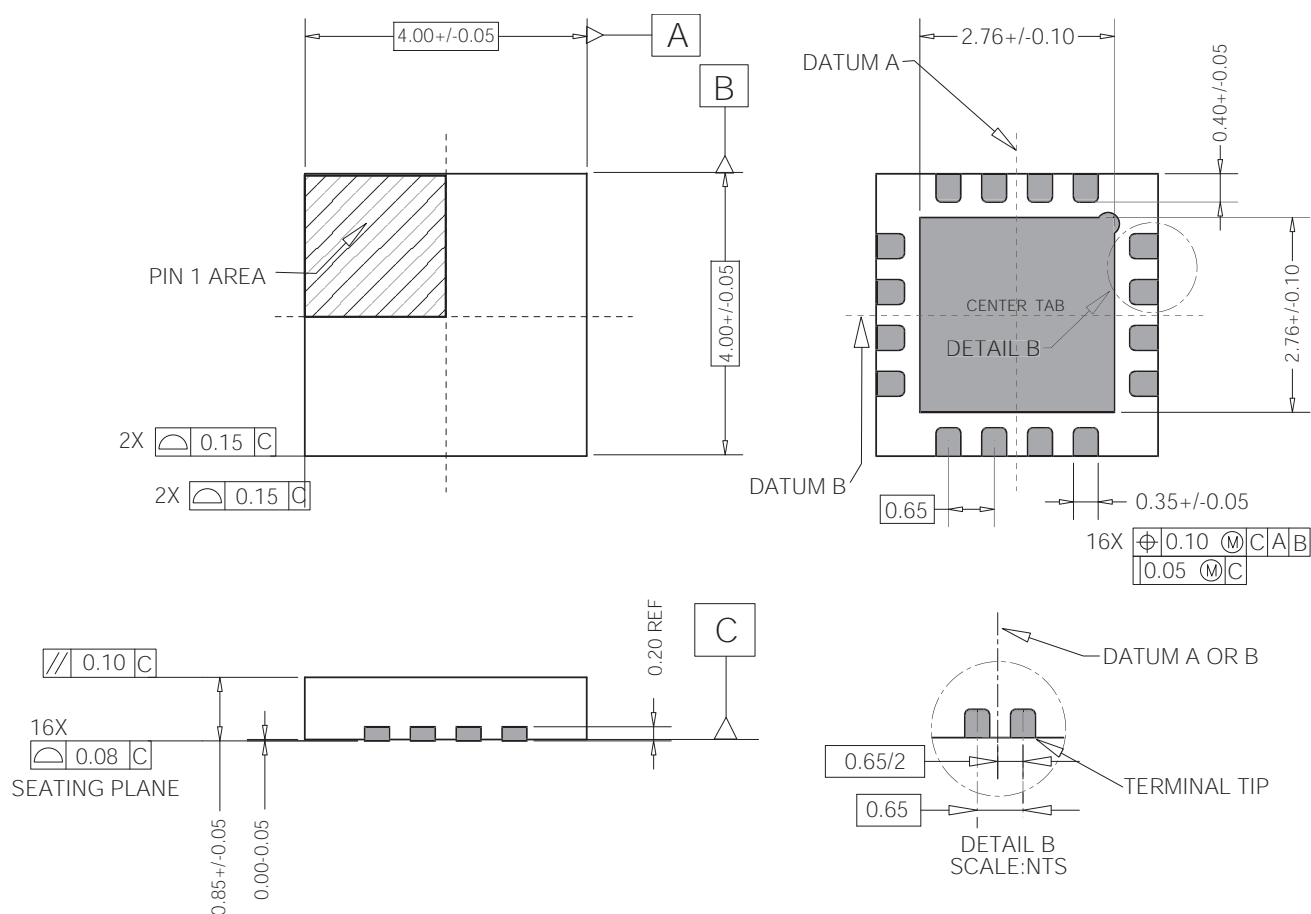 4.00+/-0.05
A
B
4.00+/-0.05
PIN 1 AREA
2X ⌓ 0.15 C
2X ⌓ 0.15 C
2.76+/-0.10
DATUM A
0.40+/-0.05
CENTER TAB
DETAIL B
2.76+/-0.10
DATUM B
0.65
0.35+/-0.05
16X ⌖ 0.10 Ⓜ C A B
0.05 Ⓜ C
// 0.10 C
16X
⌓ 0.08 C
SEATING PLANE
0.85+/-0.05
0.00-0.05
0.20 REF
C
DATUM A OR B
0.65/2
TERMINAL TIP
0.65
DETAIL B
SCALE:NTS